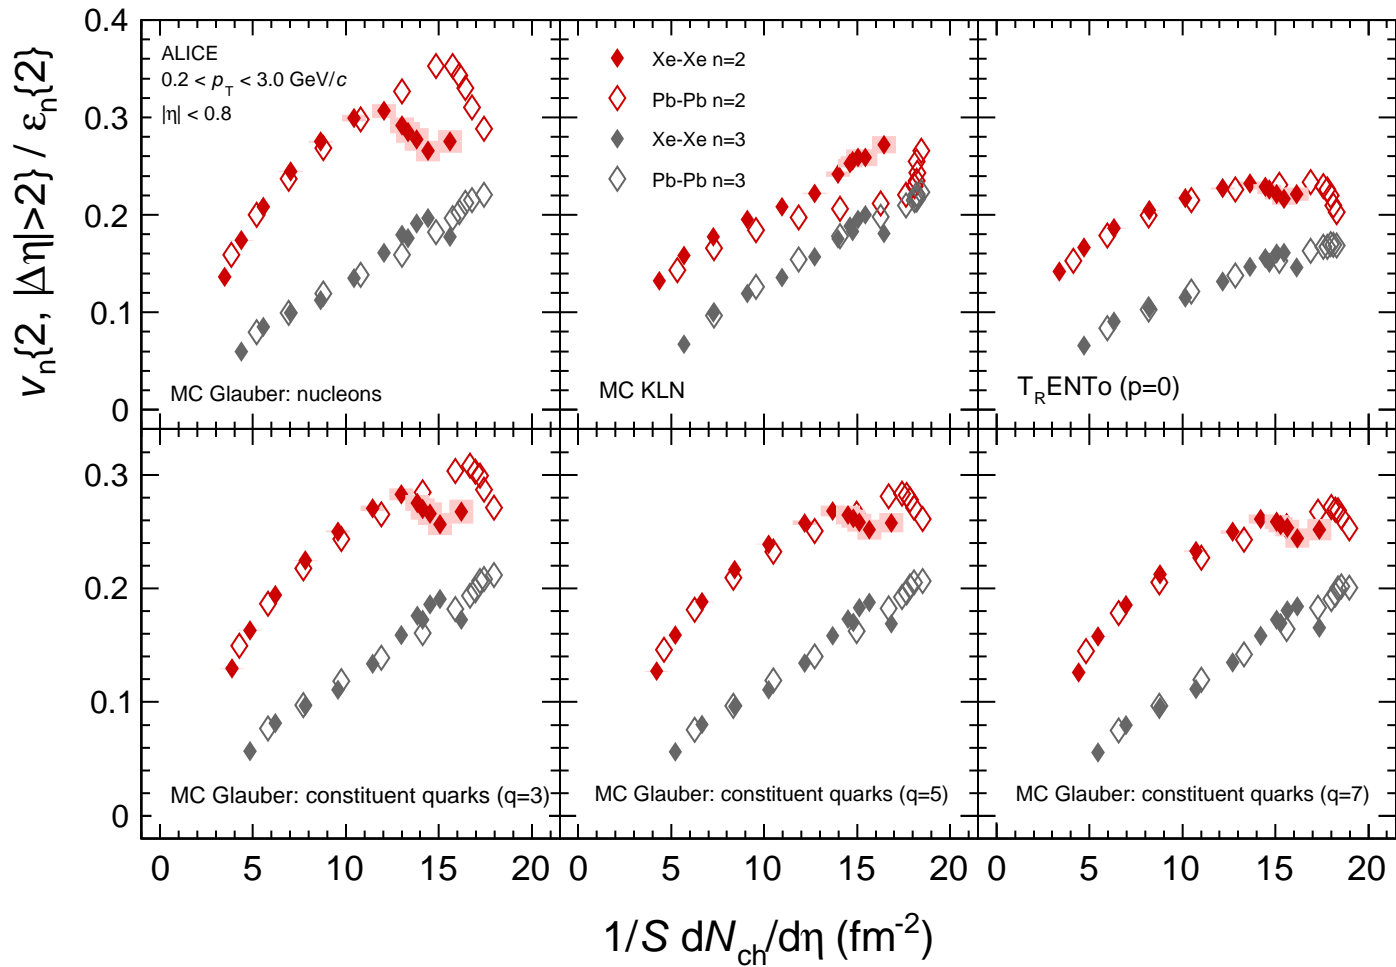 v_n{2, |Δη|>2} / ε_n{2}
0.4
0.3
0.2
0.1
0
ALICE
0.2 < p_T < 3.0 GeV/c
|η| < 0.8
MC Glauber: nucleons
Xe-Xe n=2
Pb-Pb n=2
Xe-Xe n=3
Pb-Pb n=3
MC KLN
T_RENTo (p=0)
0.3
0.2
0.1
0
MC Glauber: constituent quarks (q=3)
MC Glauber: constituent quarks (q=5)
MC Glauber: constituent quarks (q=7)
0 5 10 15 20 0 5 10 15 20 0 5 10 15 20
1/S dN_ch/dη (fm^-2)